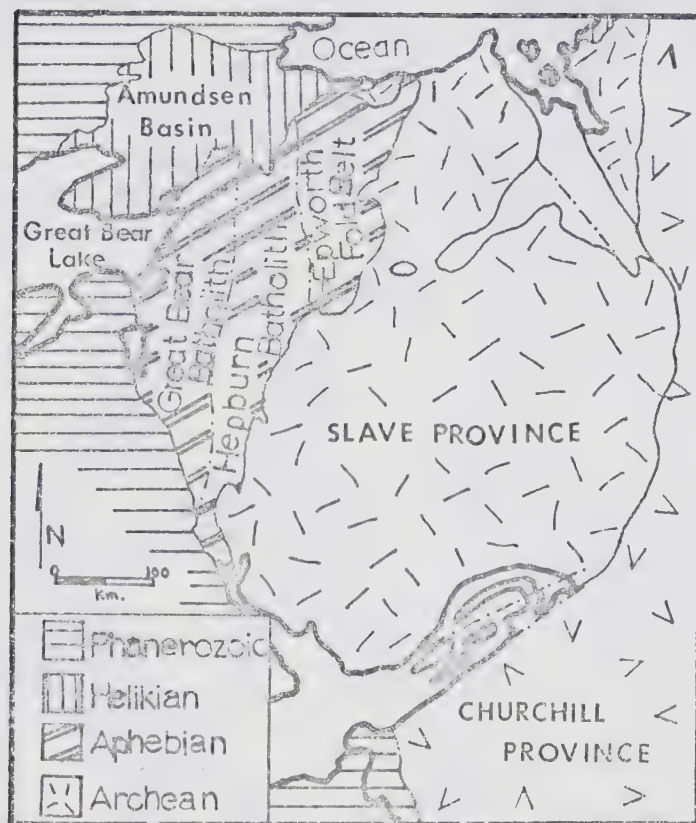 Ocean
Amundsen
Basin
Great Bear
Lake
Great Bear
Batholith
Hepburn
Batholith
Epworth
Fold Belt
SLAVE PROVINCE
N
0 100
Km.
Phanerozoic
Helikian
Aphebian
Archean
CHURCHILL
PROVINCE